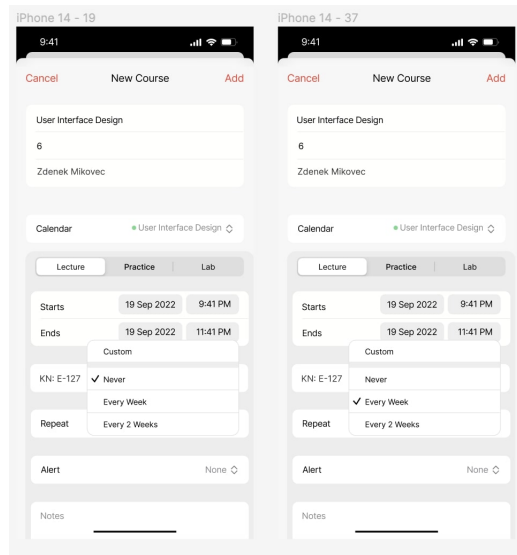 iPhone 14 - 19
9:41
Cancel New Course Add
User Interface Design
6
Zdenek Mikovec
Calendar User Interface Design
Lecture Practice Lab
Starts 19 Sep 2022 9:41 PM
Ends 19 Sep 2022 11:41 PM
Custom
KN: E-127 Never
Every Week
Repeat Every 2 Weeks
Alert None
Notes
iPhone 14 - 37
9:41
Cancel New Course Add
User Interface Design
6
Zdenek Mikovec
Calendar User Interface Design
Lecture Practice Lab
Starts 19 Sep 2022 9:41 PM
Ends 19 Sep 2022 11:41 PM
Custom
KN: E-127 Never
Every Week
Repeat Every 2 Weeks
Alert None
Notes